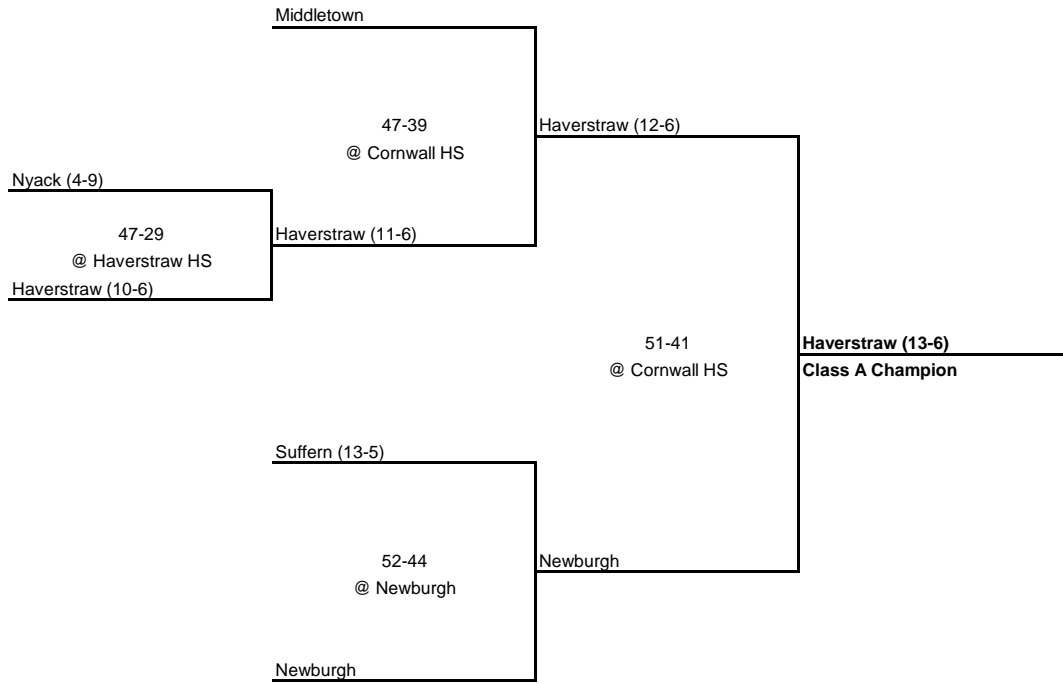 Middletown
47-39
@ Cornwall HS
Haverstraw (12-6)
Nyack (4-9)
47-29
@ Haverstraw HS
Haverstraw (11-6)
Haverstraw (10-6)
51-41
@ Cornwall HS
Haverstraw (13-6)
Class A Champion
Suffern (13-5)
52-44
@ Newburgh
Newburgh
Newburgh